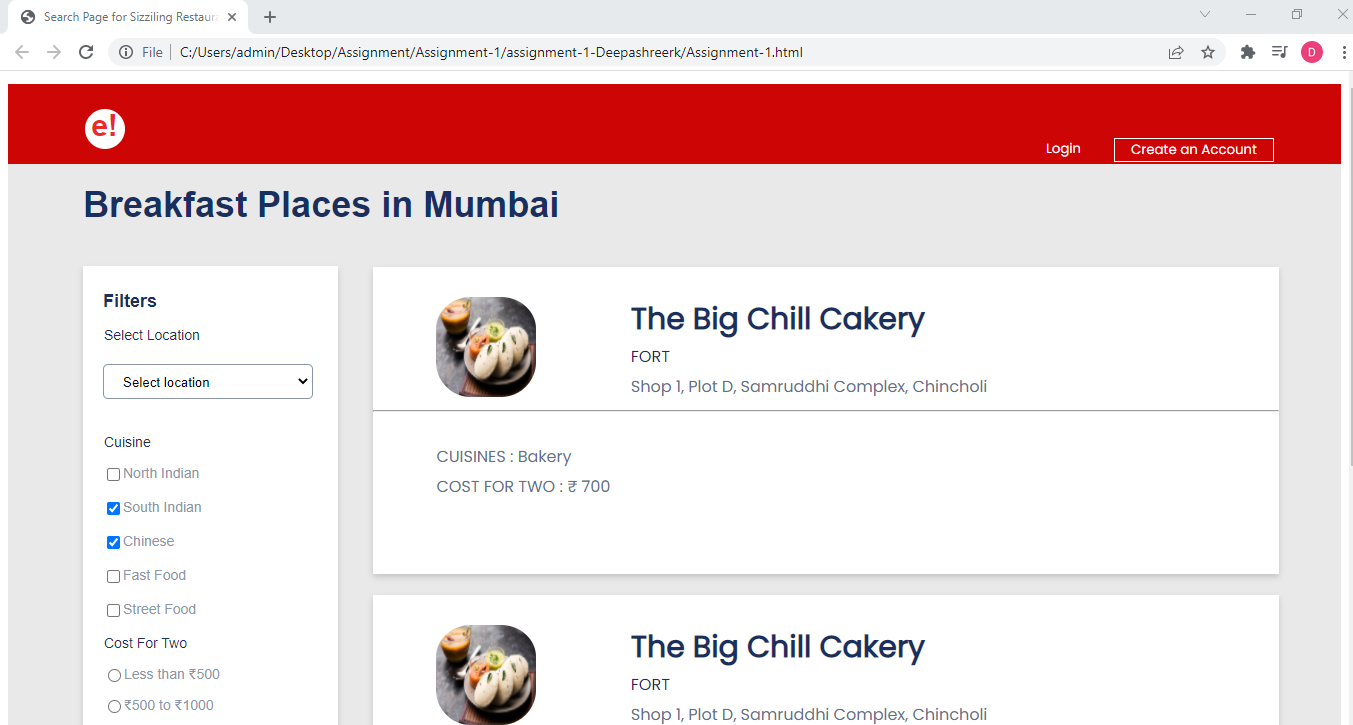 Search Page for Sizziling Restaura
File
C:/Users/admin/Desktop/Assignment/Assignment-1/assignment-1-Deepashreerk/Assignment-1.html
D
e!
Login
Create an Account
Breakfast Places in Mumbai
Filters
Select Location
Select location
Cuisine
North Indian
South Indian
Chinese
Fast Food
Street Food
Cost For Two
Less than ₹500
₹500 to ₹1000
The Big Chill Cakery
FORT
Shop 1, Plot D, Samruddhi Complex, Chincholi
CUISINES : Bakery
COST FOR TWO : ₹ 700
The Big Chill Cakery
FORT
Shop 1, Plot D, Samruddhi Complex, Chincholi